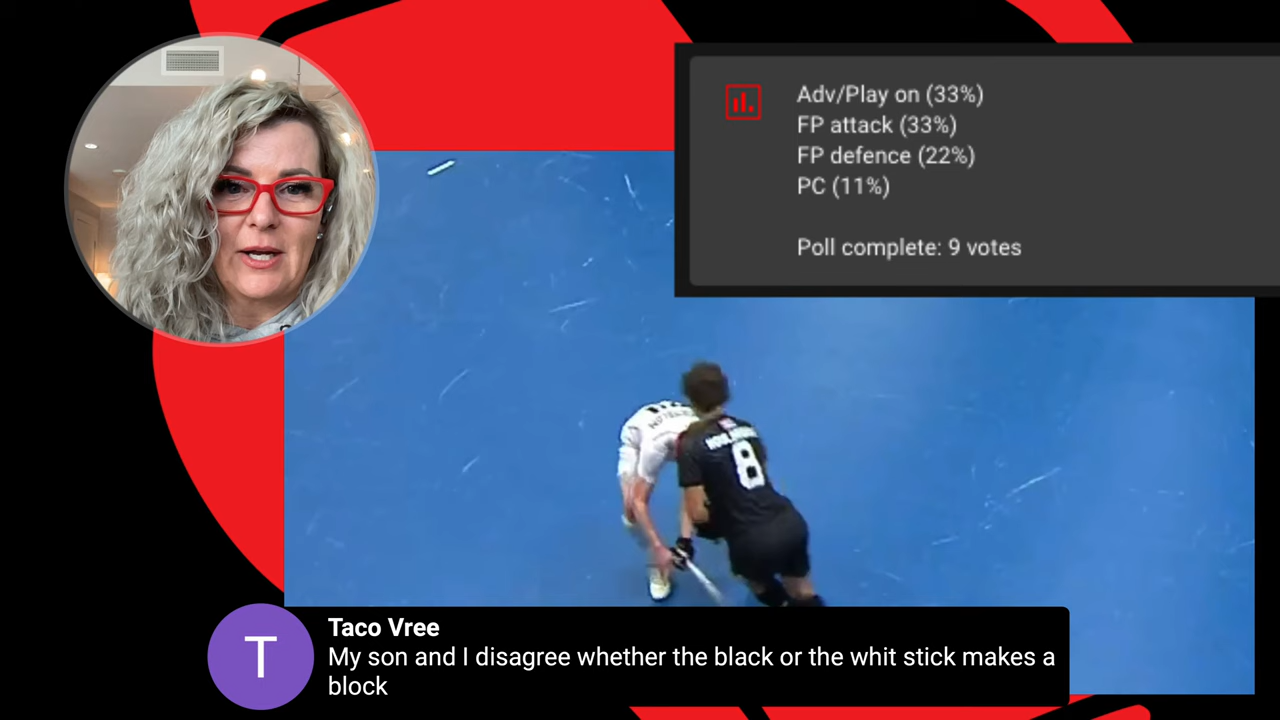 Adv/Play on (33%)
FP attack (33%)
FP defence (22%)
PC (11%)
Poll complete: 9 votes
8
T
Taco Vree
My son and I disagree whether the black or the whit stick makes a
block